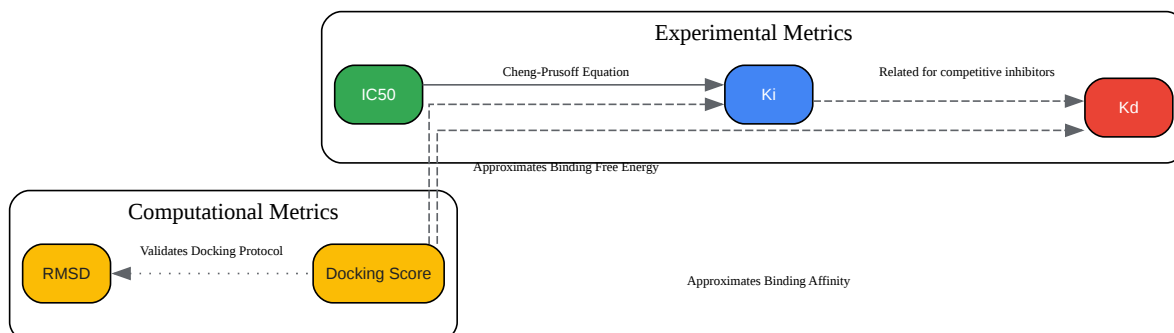 Experimental Metrics
Cheng-Prusoff Equation
Related for competitive inhibitors
IC50
Ki
Kd
Approximates Binding Free Energy
Computational Metrics
Validates Docking Protocol
RMSD
Docking Score
Approximates Binding Affinity